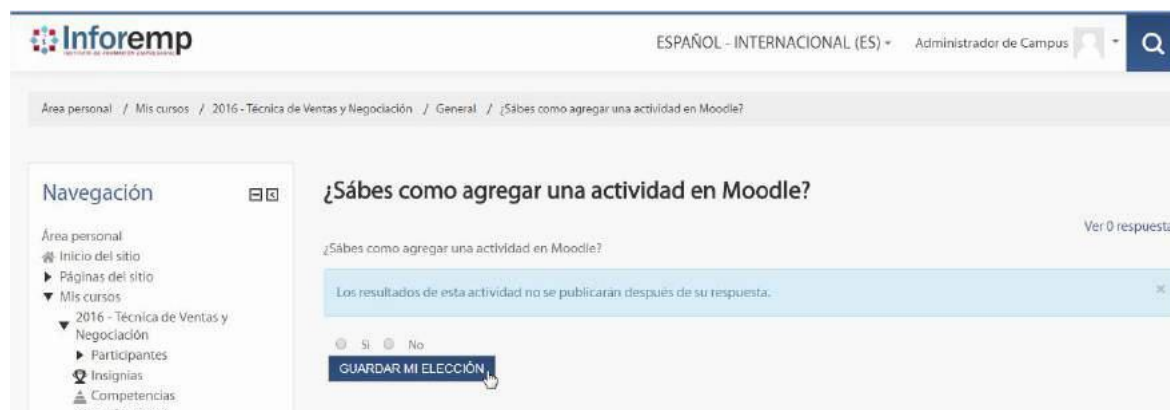 Inforemp
INSTITUTO DE FORMACIÓN EMPRESARIAL
ESPAÑOL - INTERNACIONAL (ES)
Administrador de Campus
Área personal / Mis cursos / 2016 - Técnica de Ventas y Negociación / General / ¿Sábes como agregar una actividad en Moodle?
Navegación
Área personal
Inicio del sitio
Páginas del sitio
Mis cursos
2016 - Técnica de Ventas y
Negociación
Participantes
Insignias
Competencias
¿Sábes como agregar una actividad en Moodle?
Ver 0 respuesta
¿Sábes como agregar una actividad en Moodle?
Los resultados de esta actividad no se publicarán después de su respuesta.
Si No
GUARDAR MI ELECCIÓN